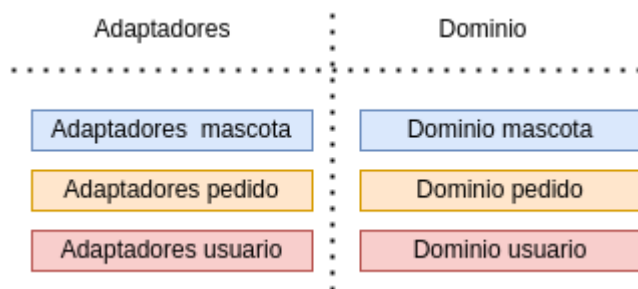 Adaptadores Dominio
Adaptadores mascota Dominio mascota
Adaptadores pedido Dominio pedido
Adaptadores usuario Dominio usuario